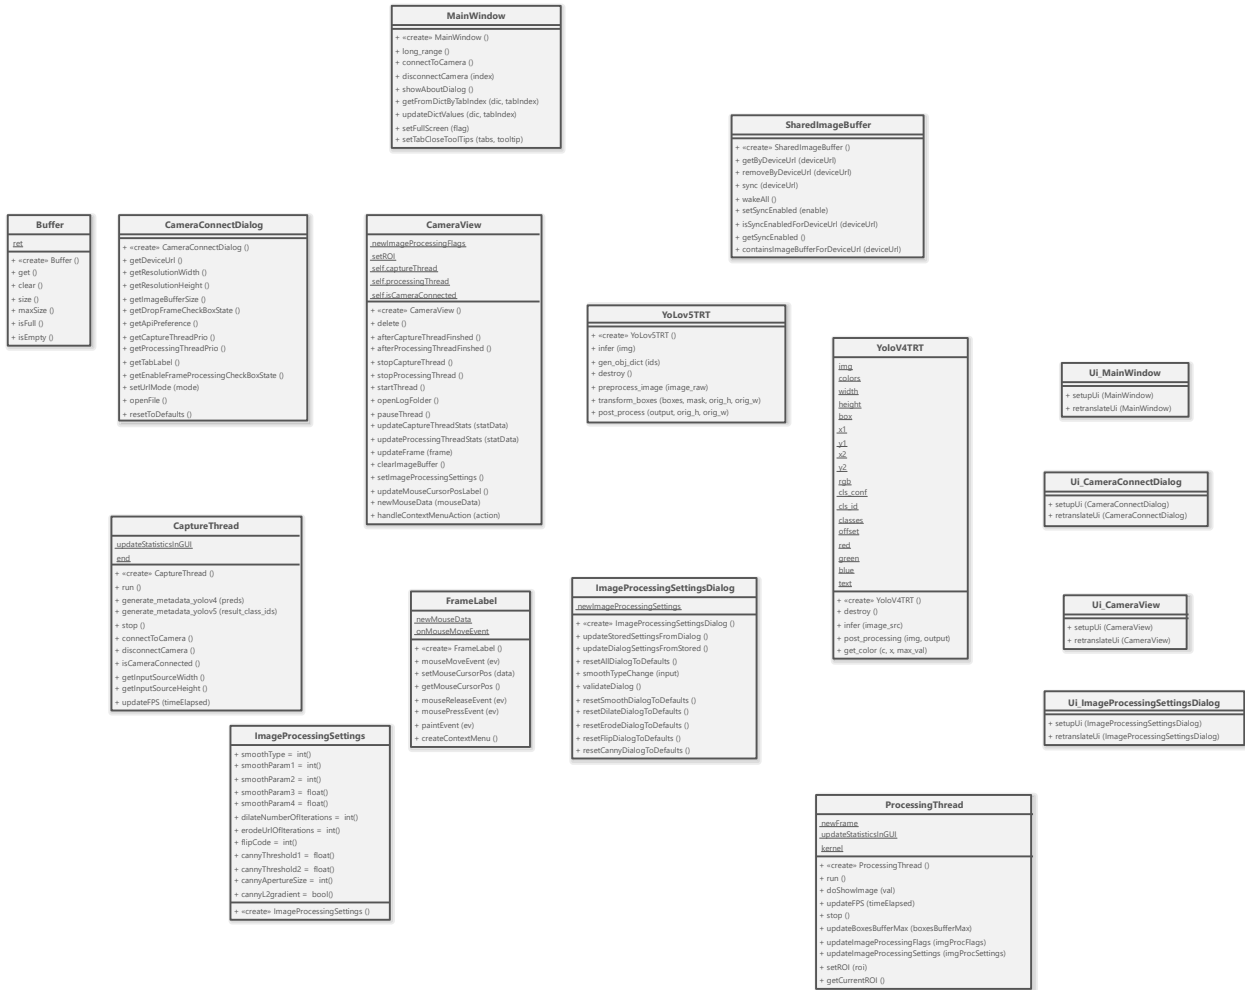 MainWindow
+ «create» MainWindow ()
+ long_range ()
+ connectToCamera ()
+ disconnectCamera (index)
+ showAboutDialog ()
+ getFromDictByTabIndex (dic, tabIndex)
+ updateDictValues (dic, tabIndex)
+ setFullScreen (flag)
+ setTabCloseToolTips (tabs, tooltip)
SharedImageBuffer
+ «create» SharedImageBuffer ()
+ getByDeviceUrl (deviceUrl)
+ removeByDeviceUrl (deviceUrl)
+ sync (deviceUrl)
+ wakeAll ()
+ setSyncEnabled (enable)
+ isSyncEnabledForDeviceUrl (deviceUrl)
+ getSyncEnabled ()
+ containsImageBufferForDeviceUrl (deviceUrl)
Buffer
ret
+ «create» Buffer ()
+ get ()
+ clear ()
+ size ()
+ maxSize ()
+ isFull ()
+ isEmpty ()
CameraConnectDialog
+ «create» CameraConnectDialog ()
+ getDeviceUrl ()
+ getResolutionWidth ()
+ getResolutionHeight ()
+ getImageBufferSize ()
+ getDropFrameCheckBoxState ()
+ getApiPreference ()
+ getCaptureThreadPrio ()
+ getProcessingThreadPrio ()
+ getTabLabel ()
+ getEnableFrameProcessingCheckBoxState ()
+ setUrlMode (mode)
+ openFile ()
+ resetToDefaults ()
CameraView
newImageProcessingFlags
setROI
self.captureThread
self.processingThread
self.isCameraConnected
+ «create» CameraView ()
+ delete ()
+ afterCaptureThreadFinshed ()
+ afterProcessingThreadFinshed ()
+ stopCaptureThread ()
+ stopProcessingThread ()
+ startThread ()
+ openLogFolder ()
+ pauseThread ()
+ updateCaptureThreadStats (statData)
+ updateProcessingThreadStats (statData)
+ updateFrame (frame)
+ clearImageBuffer ()
+ setImageProcessingSettings ()
+ updateMouseCursorPosLabel ()
+ newMouseData (mouseData)
+ handleContextMenuAction (action)
YoLov5TRT
+ «create» YoLov5TRT ()
+ infer (img)
+ gen_obj_dict (ids)
+ destroy ()
+ preprocess_image (image_raw)
+ transform_boxes (boxes, mask, orig_h, orig_w)
+ post_process (output, orig_h, orig_w)
YoloV4TRT
img
colors
width
height
box
x1
y1
x2
y2
rgb
cls_conf
cls_id
classes
offset
red
green
blue
text
+ «create» YoloV4TRT ()
+ destroy ()
+ infer (image_src)
+ post_processing (img, output)
+ get_color (c, x, max_val)
Ui_MainWindow
+ setupUi (MainWindow)
+ retranslateUi (MainWindow)
Ui_CameraConnectDialog
+ setupUi (CameraConnectDialog)
+ retranslateUi (CameraConnectDialog)
Ui_CameraView
+ setupUi (CameraView)
+ retranslateUi (CameraView)
Ui_ImageProcessingSettingsDialog
+ setupUi (ImageProcessingSettingsDialog)
+ retranslateUi (ImageProcessingSettingsDialog)
CaptureThread
updateStatisticsInGUI
end
+ «create» CaptureThread ()
+ run ()
+ generate_metadata_yolov4 (preds)
+ generate_metadata_yolov5 (result_class_ids)
+ stop ()
+ connectToCamera ()
+ disconnectCamera ()
+ isCameraConnected ()
+ getInputSourceWidth ()
+ getInputSourceHeight ()
+ updateFPS (timeElapsed)
FrameLabel
newMouseData
onMouseMoveEvent
+ «create» FrameLabel ()
+ mouseMoveEvent (ev)
+ setMouseCursorPos (data)
+ getMouseCursorPos ()
+ mouseReleaseEvent (ev)
+ mousePressEvent (ev)
+ paintEvent (ev)
+ createContextMenu ()
ImageProcessingSettingsDialog
newImageProcessingSettings
+ «create» ImageProcessingSettingsDialog ()
+ updateStoredSettingsFromDialog ()
+ updateDialogSettingsFromStored ()
+ resetAllDialogToDefaults ()
+ smoothTypeChange (input)
+ validateDialog ()
+ resetSmoothDialogToDefaults ()
+ resetDilateDialogToDefaults ()
+ resetErodeDialogToDefaults ()
+ resetFlipDialogToDefaults ()
+ resetCannyDialogToDefaults ()
ImageProcessingSettings
+ smoothType = int()
+ smoothParam1 = int()
+ smoothParam2 = int()
+ smoothParam3 = float()
+ smoothParam4 = float()
+ dilateNumberOfIterations = int()
+ erodeUrlOfIterations = int()
+ flipCode = int()
+ cannyThreshold1 = float()
+ cannyThreshold2 = float()
+ cannyApertureSize = int()
+ cannyL2gradient = bool()
+ «create» ImageProcessingSettings ()
ProcessingThread
newFrame
updateStatisticsInGUI
kernel
+ «create» ProcessingThread ()
+ run ()
+ doShowImage (val)
+ updateFPS (timeElapsed)
+ stop ()
+ updateBoxesBufferMax (boxesBufferMax)
+ updateImageProcessingFlags (imgProcFlags)
+ updateImageProcessingSettings (imgProcSettings)
+ setROI (roi)
+ getCurrentROI ()